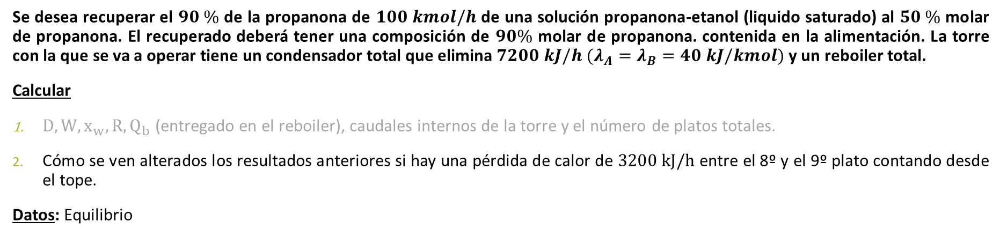 Se desea recuperar el 90 % de la propanona de 100 kmol/h de una solución propanona-etanol (liquido saturado) al 50 % molar
de propanona. El recuperado deberá tener una composición de 90% molar de propanona. contenida en la alimentación. La torre
con la que se va a operar tiene un condensador total que elimina 7200 kJ/h (λ_A = λ_B = 40 kJ/kmol) y un reboiler total.
Calcular
1. D, W, x_w, R, Q_b (entregado en el reboiler), caudales internos de la torre y el número de platos totales.
2. Cómo se ven alterados los resultados anteriores si hay una pérdida de calor de 3200 kJ/h entre el 8º y el 9º plato contando desde
el tope.
Datos: Equilibrio